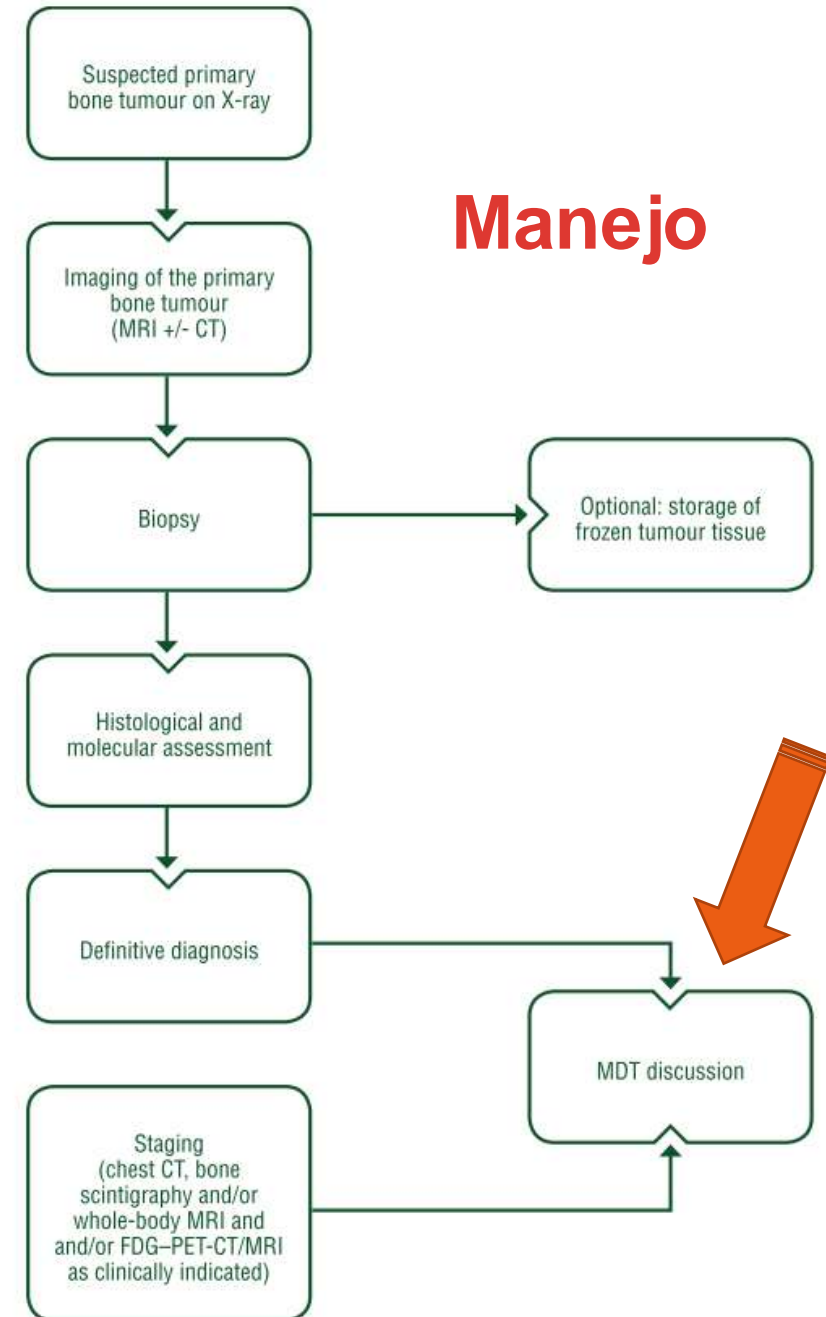 Suspected primary
bone tumour on X-ray
Manejo
Imaging of the primary
bone tumour
(MRI +/- CT)
Biopsy
Optional: storage of
frozen tumour tissue
Histological and
molecular assessment
Definitive diagnosis
MDT discussion
Staging
(chest CT, bone
scintigraphy and/or
whole-body MRI and
and/or FDG–PET-CT/MRI
as clinically indicated)